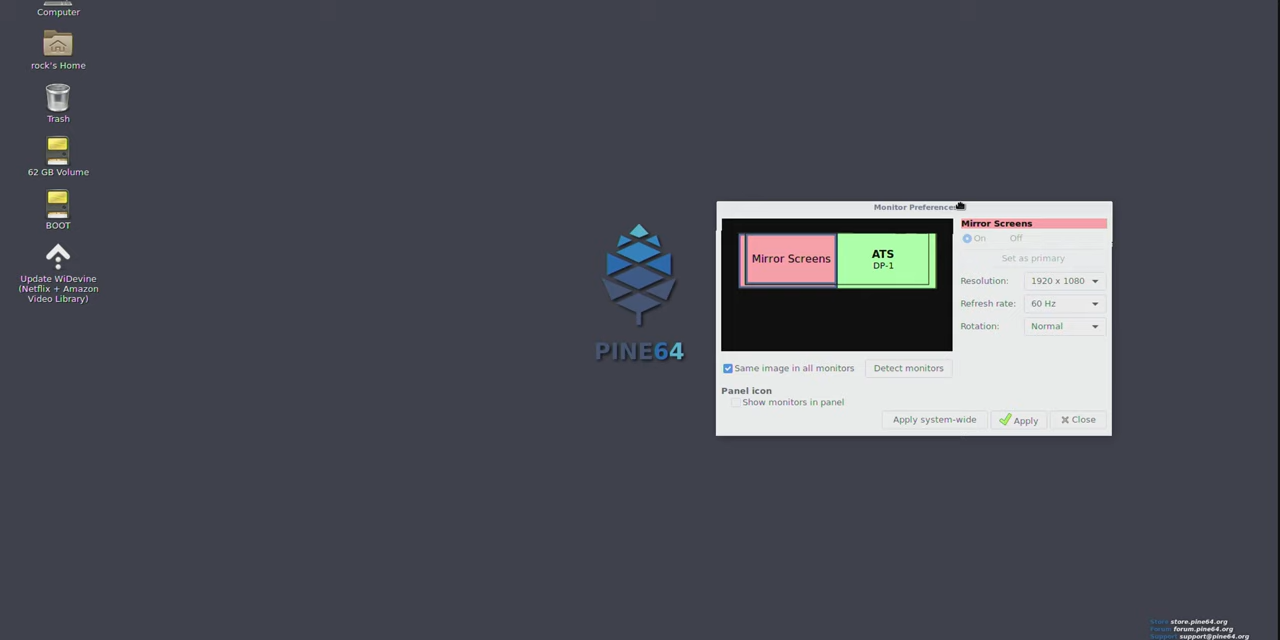 Computer
rock's Home
Trash
62 GB Volume
BOOT
Update WiDevine
(Netflix + Amazon
Video Library)
PINE64
Monitor Preferences
Mirror Screens
ATS
DP-1
Mirror Screens
On Off
Set as primary
Resolution: 1920 x 1080
Refresh rate: 60 Hz
Rotation: Normal
Same image in all monitors
Detect monitors
Panel icon
Show monitors in panel
Apply system-wide
Apply
Close
Store store.pine64.org
Forum forum.pine64.org
Support support@pine64.org